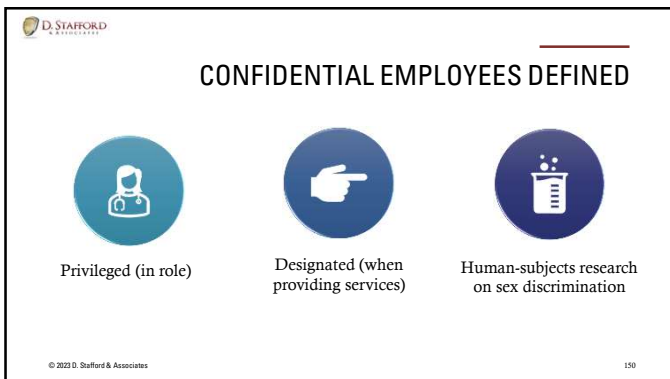 D. STAFFORD
& ASSOCIATES
CONFIDENTIAL EMPLOYEES DEFINED
Privileged (in role)
Designated (when
providing services)
Human-subjects research
on sex discrimination
© 2023 D. Stafford & Associates
150